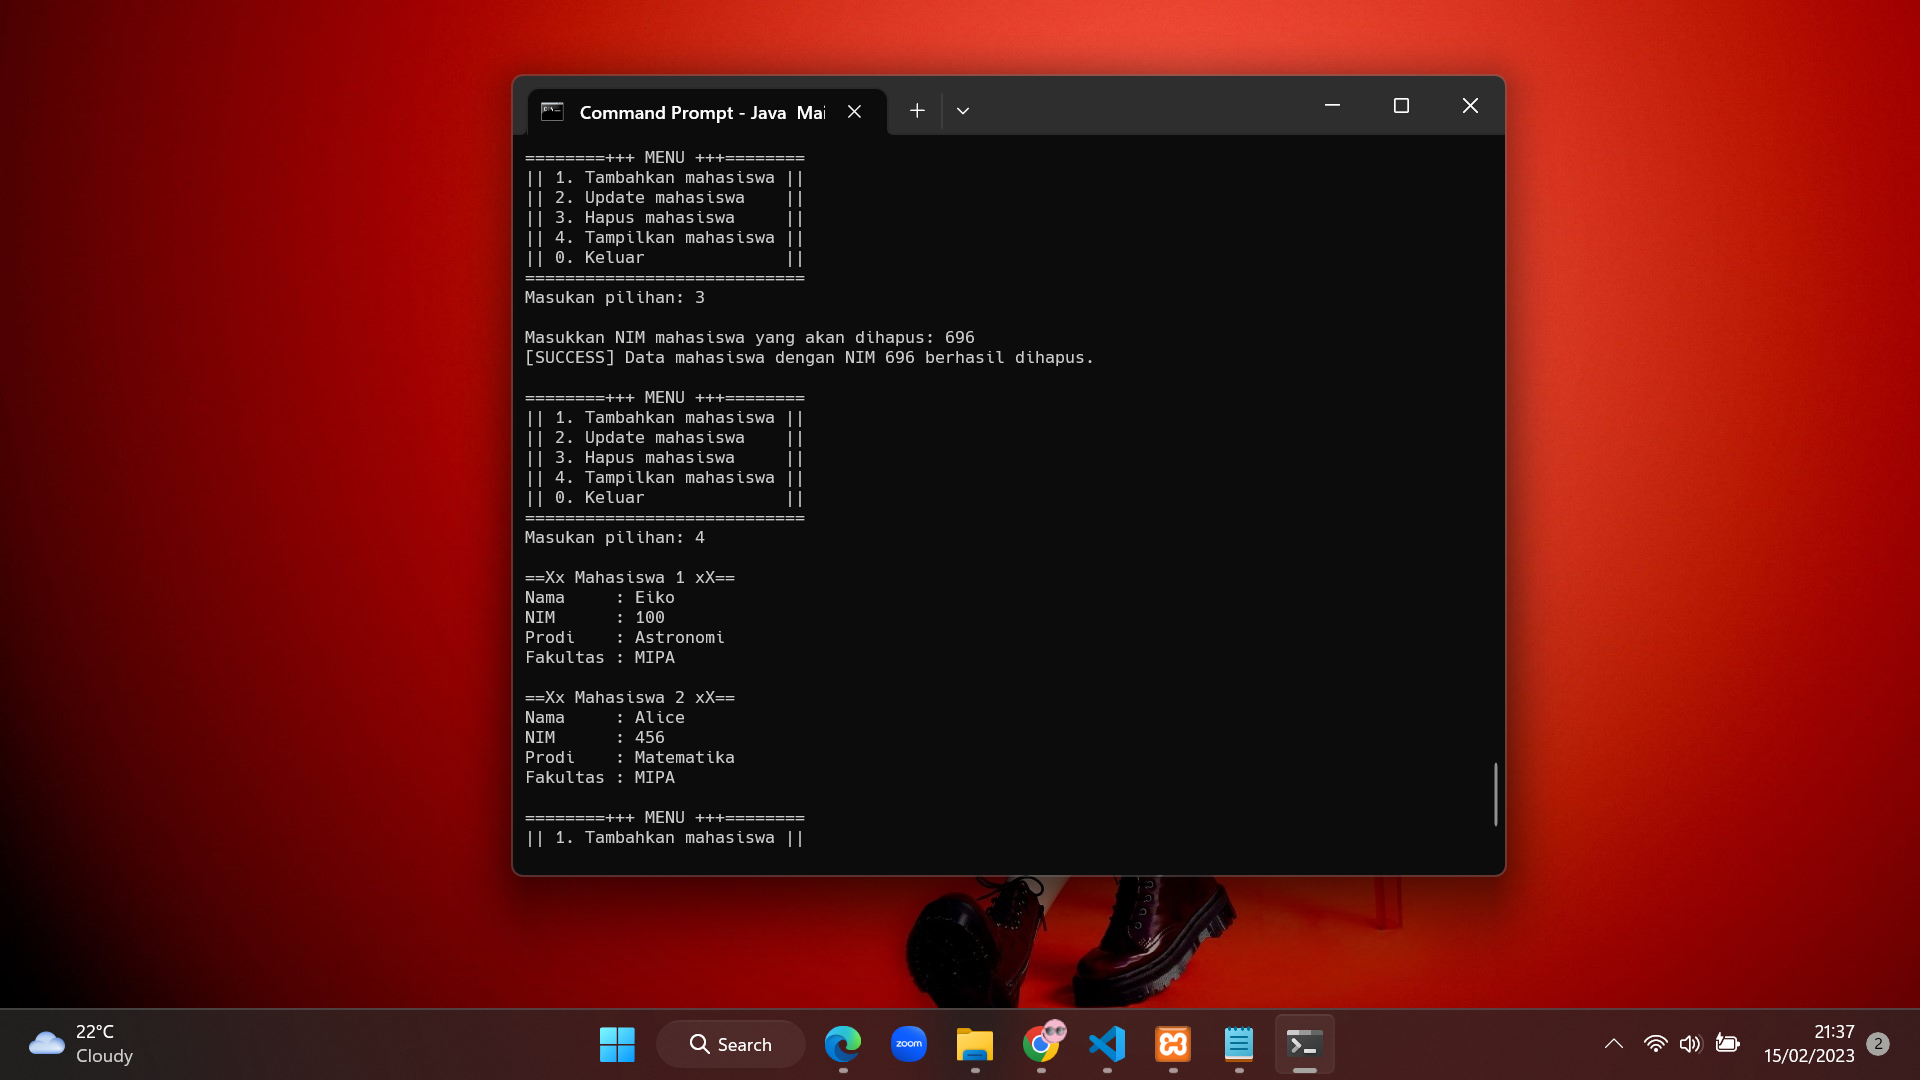 Command Prompt - Java  Mai
========+++ MENU +++========
|| 1. Tambahkan mahasiswa ||
|| 2. Update mahasiswa    ||
|| 3. Hapus mahasiswa     ||
|| 4. Tampilkan mahasiswa ||
|| 0. Keluar              ||
============================
Masukan pilihan: 3
Masukkan NIM mahasiswa yang akan dihapus: 696
[SUCCESS] Data mahasiswa dengan NIM 696 berhasil dihapus.
========+++ MENU +++========
|| 1. Tambahkan mahasiswa ||
|| 2. Update mahasiswa    ||
|| 3. Hapus mahasiswa     ||
|| 4. Tampilkan mahasiswa ||
|| 0. Keluar              ||
============================
Masukan pilihan: 4
==Xx Mahasiswa 1 xX==
Nama     : Eiko
NIM      : 100
Prodi    : Astronomi
Fakultas : MIPA
==Xx Mahasiswa 2 xX==
Nama     : Alice
NIM      : 456
Prodi    : Matematika
Fakultas : MIPA
========+++ MENU +++========
|| 1. Tambahkan mahasiswa ||
22°C
Cloudy
Search
zoom
21:37
15/02/2023
2